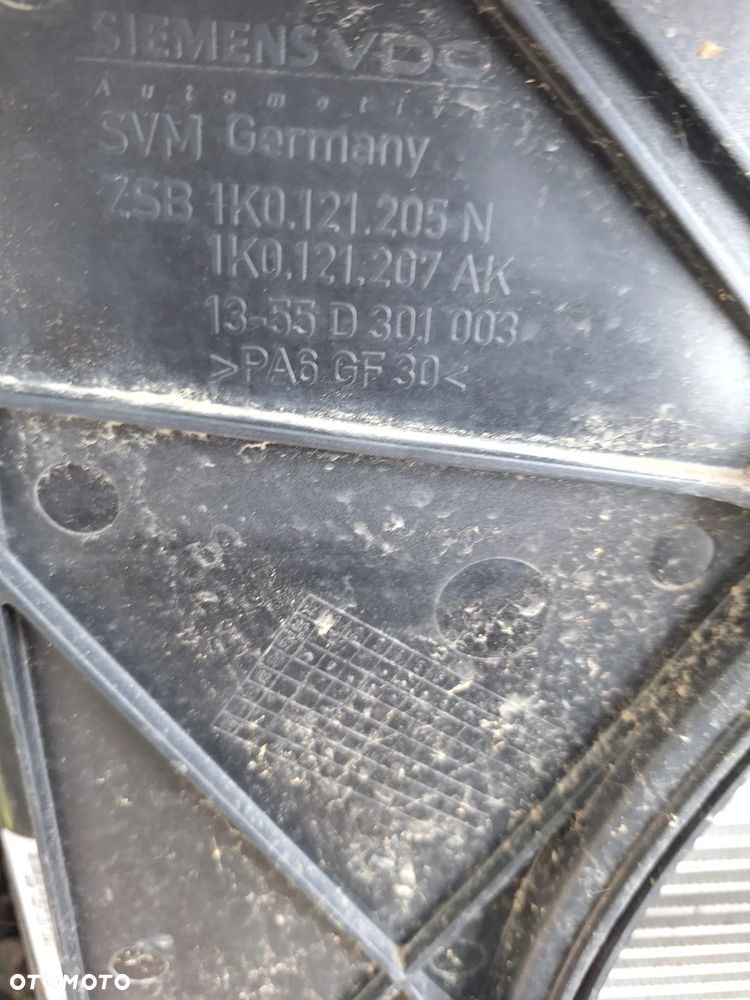 SIEMENS VDO
Automotive
SVM Germany
ZSB 1K0.121.205 N
1K0.121.207 AK
13-55 D 301 003
>PA6 GF 30<
OTOMOTO